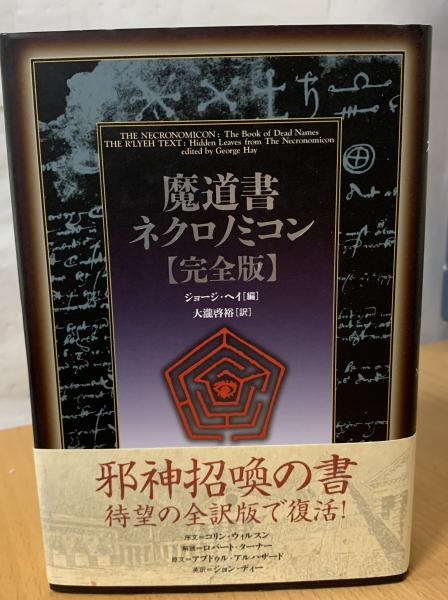 THE NECRONOMICON: The Book of Dead Names
THE R'LYEH TEXT: Hidden Leaves from The Necronomicon
edited by George Hay
魔道書
ネクロノミコン
【完全版】
ジョージ・ヘイ[編]
大瀧啓裕[訳]
邪神招喚の書
待望の全訳版で復活!
序文=コリン・ウィルスン
解読=ロバート・ターナー
原文=アブドゥル・アルハザード
英訳=ジョン・ディー